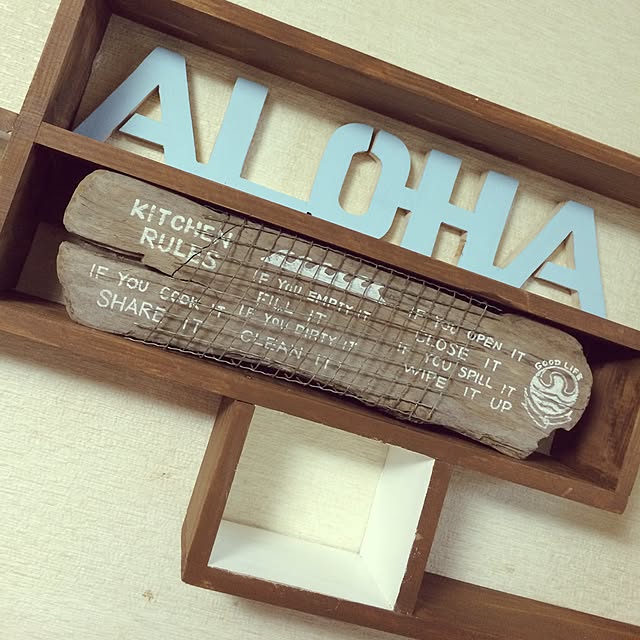 ALOHA
KITCHEN
RULES
IF YOU COOK IT
SHARE IT
IF YOU EMPTY IT
FILL IT
IF YOU DIRTY IT
CLEAN IT
IF YOU OPEN IT
CLOSE IT
IF YOU SPILL IT
WIPE IT UP
GOOD LIFE